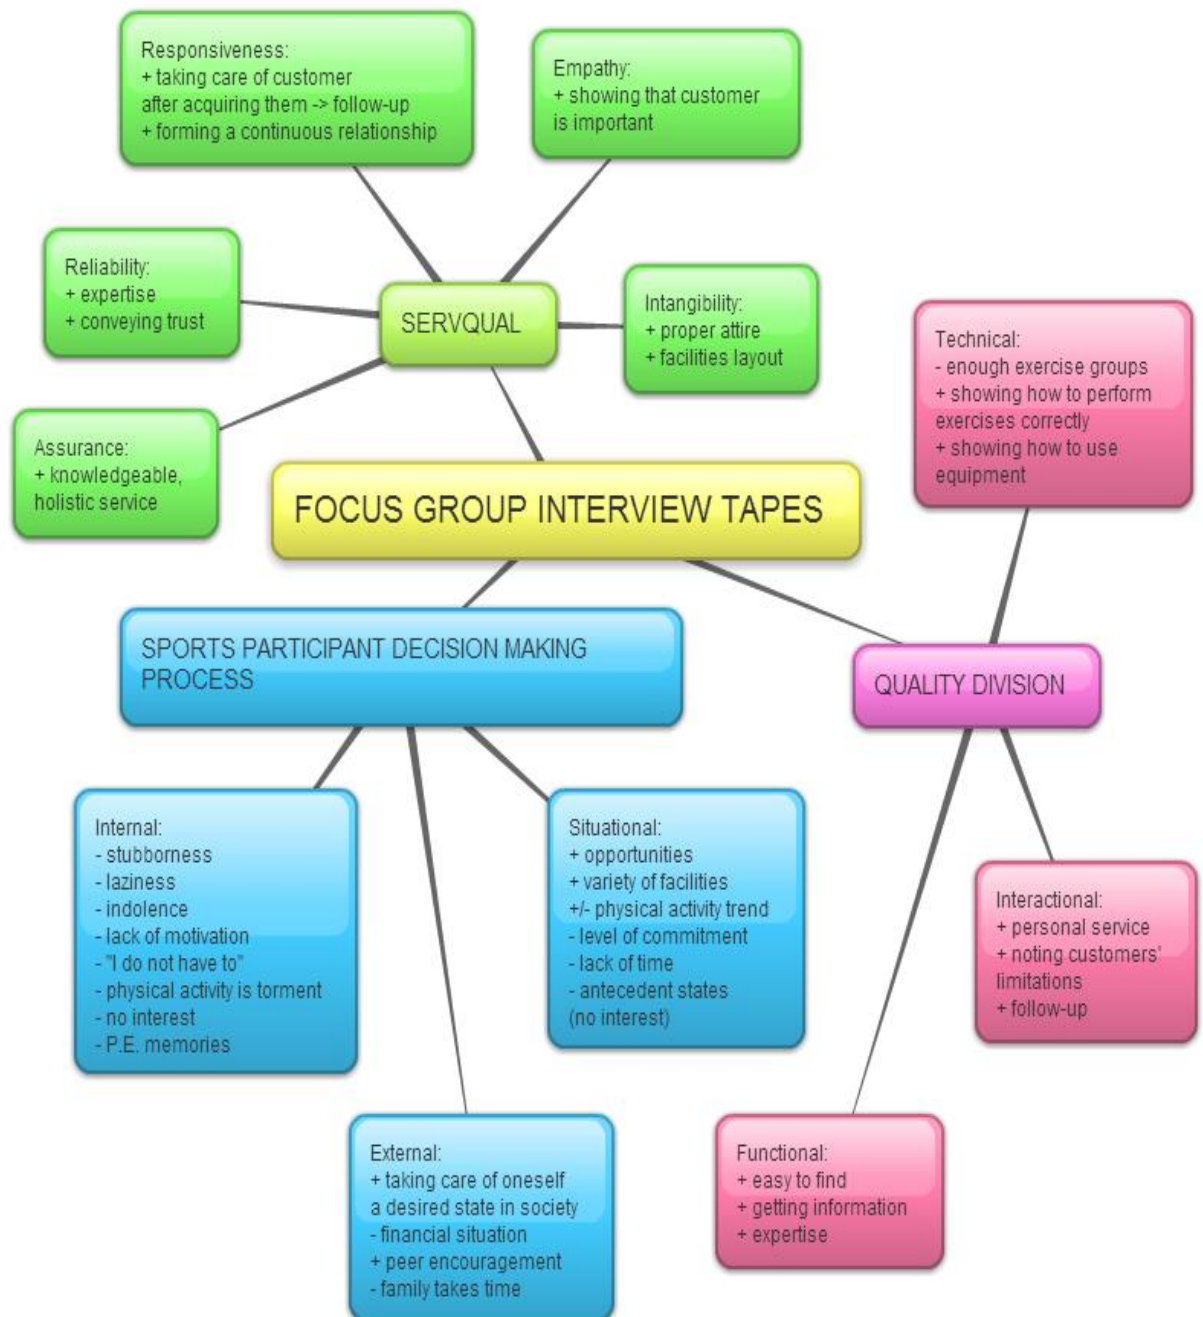 Responsiveness:
+ taking care of customer
after acquiring them -> follow-up
+ forming a continuous relationship
Empathy:
+ showing that customer
is important
Reliability:
+ expertise
+ conveying trust
SERVQUAL
Intangibility:
+ proper attire
+ facilities layout
Assurance:
+ knowledgeable,
holistic service
Technical:
- enough exercise groups
+ showing how to perform
exercises correctly
+ showing how to use
equipment
FOCUS GROUP INTERVIEW TAPES
SPORTS PARTICIPANT DECISION MAKING
PROCESS
QUALITY DIVISION
Internal:
- stubborness
- laziness
- indolence
- lack of motivation
- "I do not have to"
- physical activity is torment
- no interest
- P.E. memories
Situational:
+ opportunities
+ variety of facilities
+/- physical activity trend
- level of commitment
- lack of time
- antecedent states
(no interest)
Interactional:
+ personal service
+ noting customers'
limitations
+ follow-up
External:
+ taking care of oneself
a desired state in society
- financial situation
+ peer encouragement
- family takes time
Functional:
+ easy to find
+ getting information
+ expertise